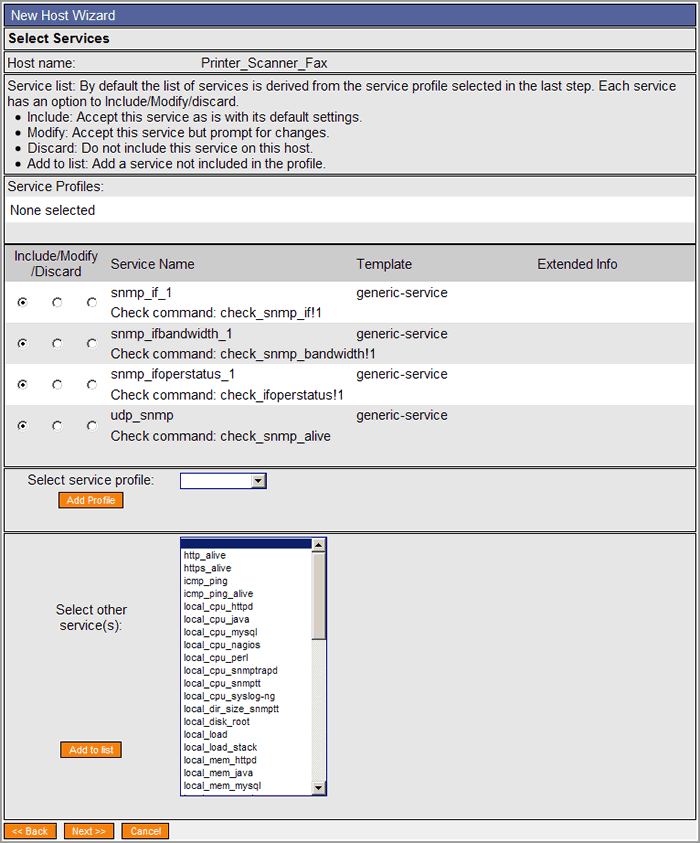 New Host Wizard
Select Services
Host name: Printer_Scanner_Fax
Service list: By default the list of services is derived from the service profile selected in the last step. Each service
has an option to Include/Modify/discard.
• Include: Accept this service as is with its default settings.
• Modify: Accept this service but prompt for changes.
• Discard: Do not include this service on this host.
• Add to list: Add a service not included in the profile.
Service Profiles:
None selected
Include/Modify
/Discard
Service Name
Template
Extended Info
snmp_if_1
generic-service
Check command: check_snmp_if!1
snmp_ifbandwidth_1
generic-service
Check command: check_snmp_bandwidth!1
snmp_ifoperstatus_1
generic-service
Check command: check_ifoperstatus!1
udp_snmp
generic-service
Check command: check_snmp_alive
Select service profile:
Add Profile
Select other
service(s):
http_alive
https_alive
icmp_ping
icmp_ping_alive
local_cpu_httpd
local_cpu_java
local_cpu_mysql
local_cpu_nagios
local_cpu_perl
local_cpu_snmptrapd
local_cpu_snmptt
local_cpu_syslog-ng
local_dir_size_snmptt
local_disk_root
local_load
local_load_stack
local_mem_httpd
local_mem_java
local_mem_mysql
Add to list
<< Back
Next >>
Cancel